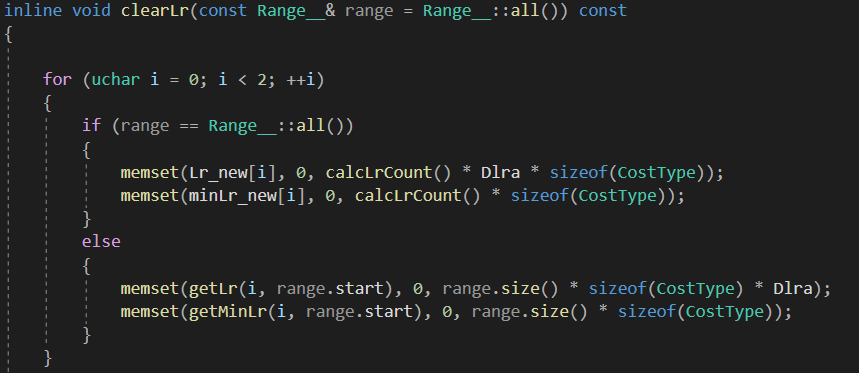 inline void clearLr(const Range__& range = Range__::all()) const
{
for (uchar i = 0; i < 2; ++i)
{
if (range == Range__::all())
{
memset(Lr_new[i], 0, calcLrCount() * Dlra * sizeof(CostType));
memset(minLr_new[i], 0, calcLrCount() * sizeof(CostType));
}
else
{
memset(getLr(i, range.start), 0, range.size() * sizeof(CostType) * Dlra);
memset(getMinLr(i, range.start), 0, range.size() * sizeof(CostType));
}
}